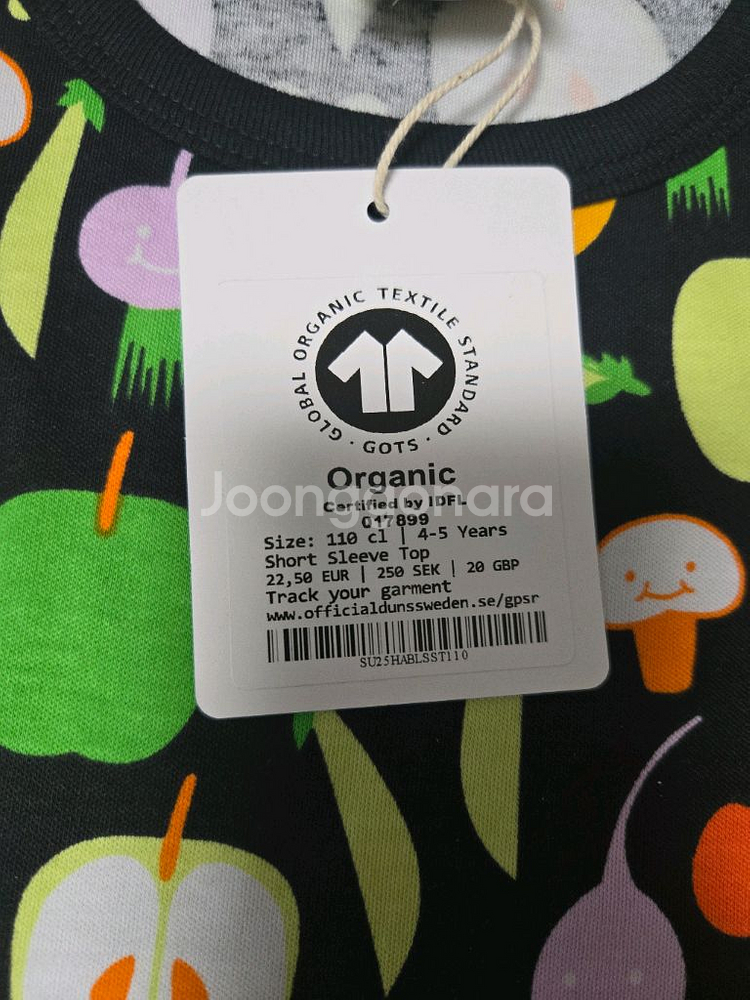 GLOBAL ORGANIC TEXTILE STANDARD
· GOTS ·
Organic
Joonggonara
Certified by IDFL
017899
Size: 110 cl | 4-5 Years
Short Sleeve Top
22,50 EUR | 250 SEK | 20 GBP
Track your garment
www.officialdunssweden.se/gpsr
SU25HABLSST110